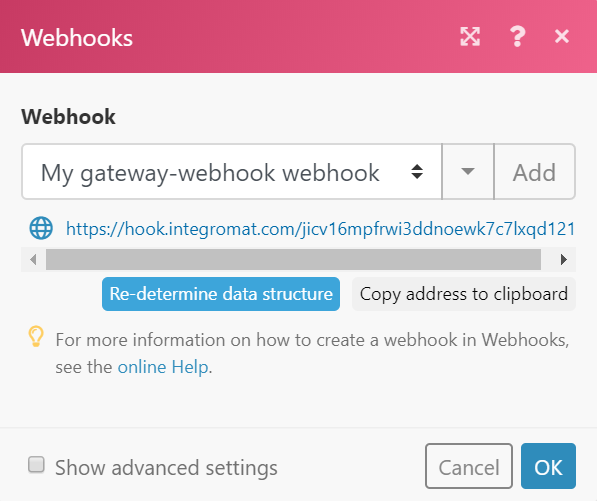 Webhooks
Webhook
My gateway-webhook webhook
Add
https://hook.integromat.com/jicv16mpfrwi3ddnoewk7c7lxqd121
Re-determine data structure
Copy address to clipboard
For more information on how to create a webhook in Webhooks,
see the online Help.
Show advanced settings
Cancel
OK